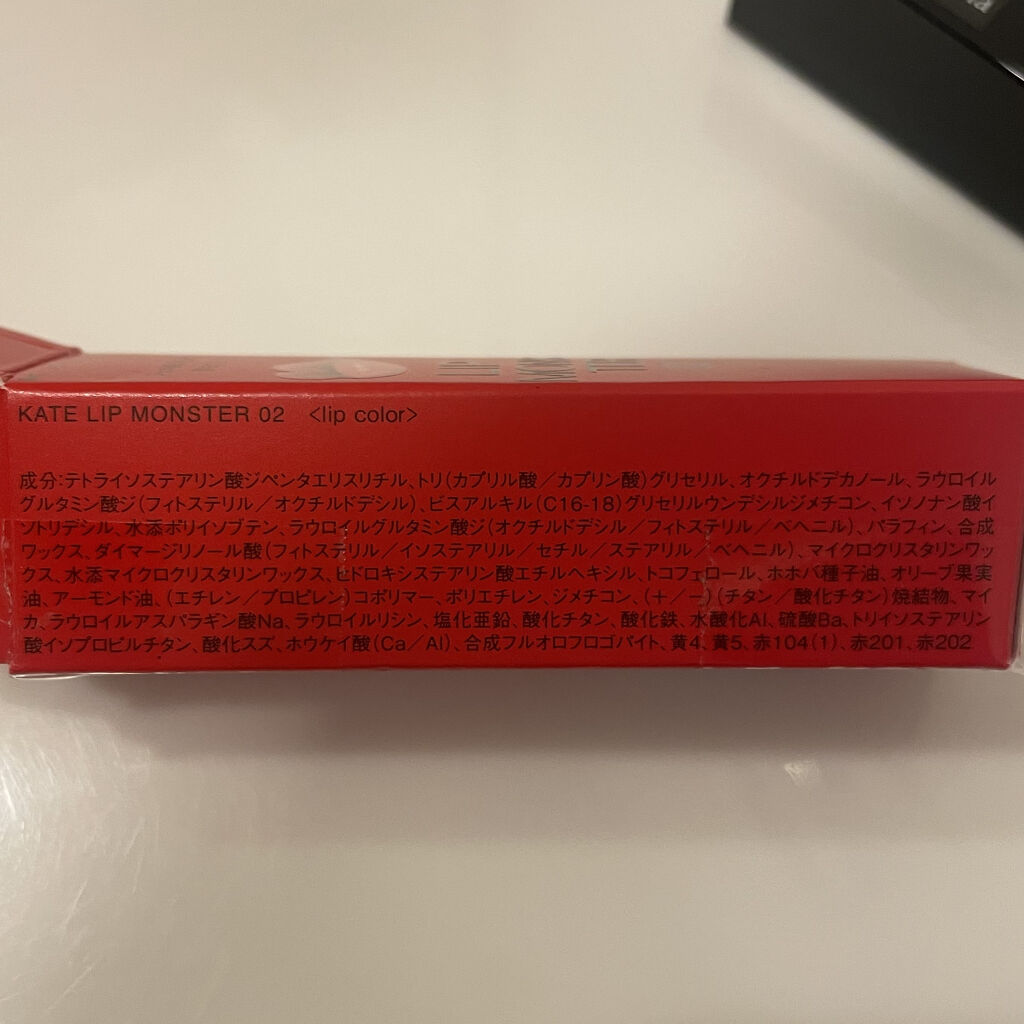 LIP
MONS
KATE LIP MONSTER 02 <lip color>
成分:テトライソステアリン酸ジペンタエリスリチル、トリ(カプリル酸/カプリン酸)グリセリル、オクチルドデカノール、ラウロイル
グルタミン酸ジ(フィトステリル/オクチルドデシル)、ビスアルキル(C16-18)グリセリルウンデシルジメチコン、イソノナン酸イ
ソトリデシル、水添ポリイソブテン、ラウロイルグルタミン酸ジ(オクチルドデシル/フィトステリル/ベヘニル)、パラフィン、合成
ワックス、ダイマージリノール酸(フィトステリル/イソステアリル/セチル/ステアリル/ベヘニル)、マイクロクリスタリンワッ
クス、水添マイクロクリスタリンワックス、ヒドロキシステアリン酸エチルヘキシル、トコフェロール、ホホバ種子油、オリーブ果実
油、アーモンド油、(エチレン/プロピレン)コポリマー、ポリエチレン、ジメチコン、(+/−)(チタン/酸化チタン)焼結物、マイ
カ、ラウロイルアスパラギン酸Na、ラウロイルリシン、塩化亜鉛、酸化チタン、酸化鉄、水酸化Al、硫酸Ba、トリイソステアリン
酸イソプロピルチタン、酸化スズ、ホウケイ酸(Ca/Al)、合成フルオロフロゴパイト、黄4、黄5、赤104(1)、赤201、赤202